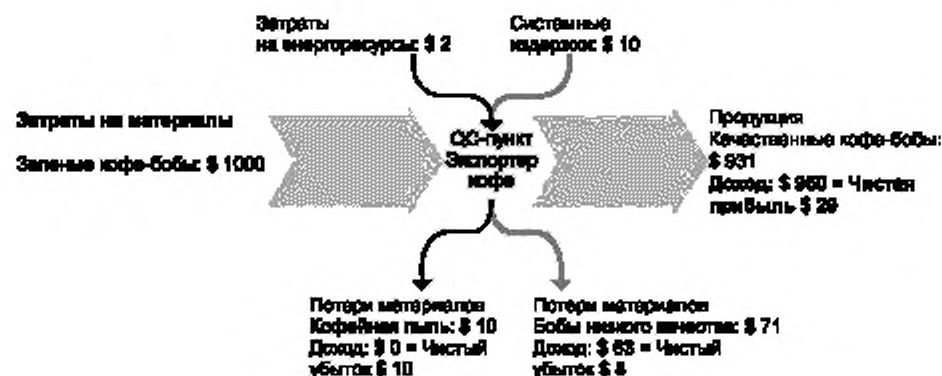 Затраты
на энергоресурсы: $ 2
Системные
издержки: $ 10
Затраты на материалы
Зеленые кофе-бобы: $ 1000
QC-пункт
Экспортер
кофе
Продукция
Качественные кофе-бобы:
$ 931
Доход: $ 960 = Чистая
прибыль $ 29
Потери материалов
Кофейная пыль: $ 10
Доход: $ 0 = Чистый
убыток $ 10
Потери материалов
Бобы низкого качества: $ 71
Доход: $ 63 = Чистый
убыток $ 8